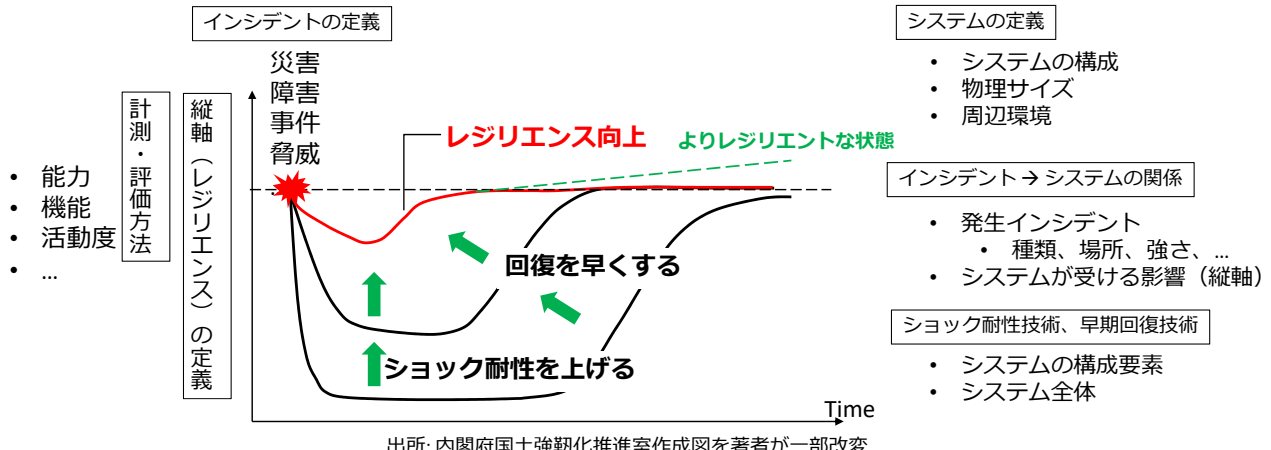 インシデントの定義
災害
障害
事件
脅威
計測・評価方法
縦軸（レジリエンス）の定義
• 能力
• 機能
• 活動度
• ...
レジリエンス向上
よりレジリエントな状態
回復を早くする
ショック耐性を上げる
Time
システムの定義
• システムの構成
• 物理サイズ
• 周辺環境
インシデント → システムの関係
• 発生インシデント
• 種類、場所、強さ、...
• システムが受ける影響（縦軸）
ショック耐性技術、早期回復技術
• システムの構成要素
• システム全体
出所: 内閣府国土強靱化推進室作成図を著者が一部改変